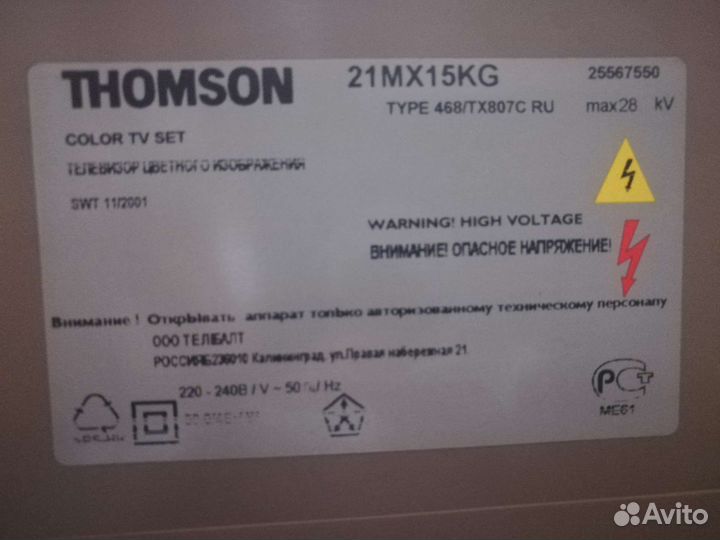 THOMSON 21MX15KG 25567550
TYPE 468/TX807C RU max28 kV
COLOR TV SET
ТЕЛЕВИЗОР ЦВЕТНОГО ИЗОБРАЖЕНИЯ
SWT 11/2001
WARNING! HIGH VOLTAGE
ВНИМАНИЕ! ОПАСНОЕ НАПРЯЖЕНИЕ!
Внимание ! Открывать аппарат только авторизованному техническому персоналу
ООО ТЕЛЕБАЛТ
РОССИЯ 236010 Калининград, ул.Правая набережная 21
220 - 240В / V ~ 50 Hz
РСТ
ME61
Avito